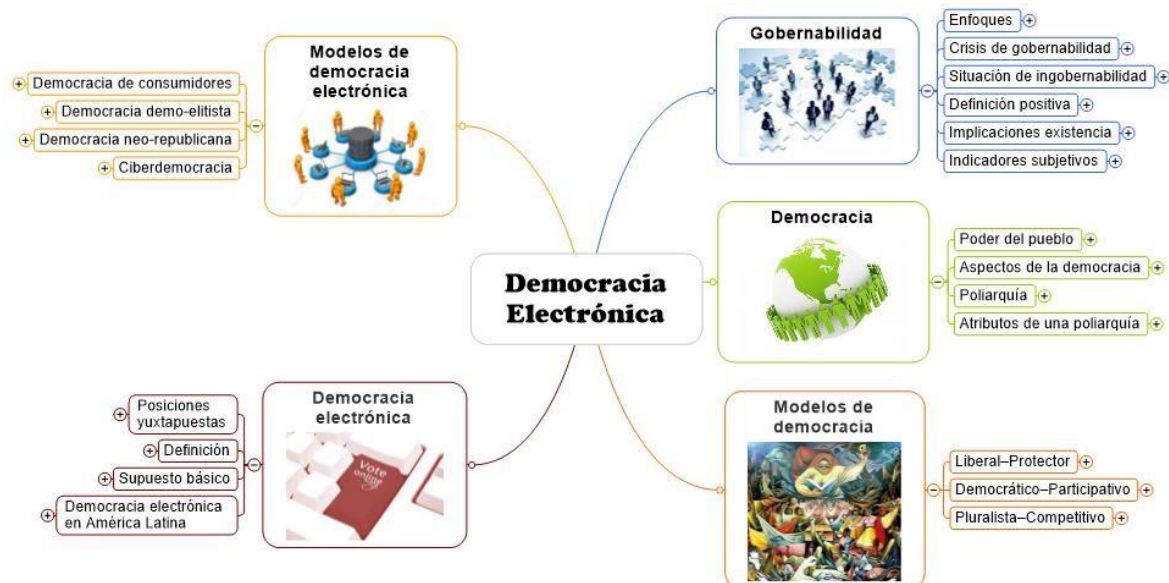 Democracia
Electrónica
Gobernabilidad
Enfoques
Crisis de gobernabilidad
Situación de ingobernabilidad
Definición positiva
Implicaciones existencia
Indicadores subjetivos
Democracia
Poder del pueblo
Aspectos de la democracia
Poliarquía
Atributos de una poliarquía
Modelos de
democracia
Liberal–Protector
Democrático–Participativo
Pluralista–Competitivo
Modelos de
democracia
electrónica
Democracia de consumidores
Democracia demo-elitista
Democracia neo-republicana
Ciberdemocracia
Democracia
electrónica
Vote
online
Posiciones
yuxtapuestas
Definición
Supuesto básico
Democracia electrónica
en América Latina